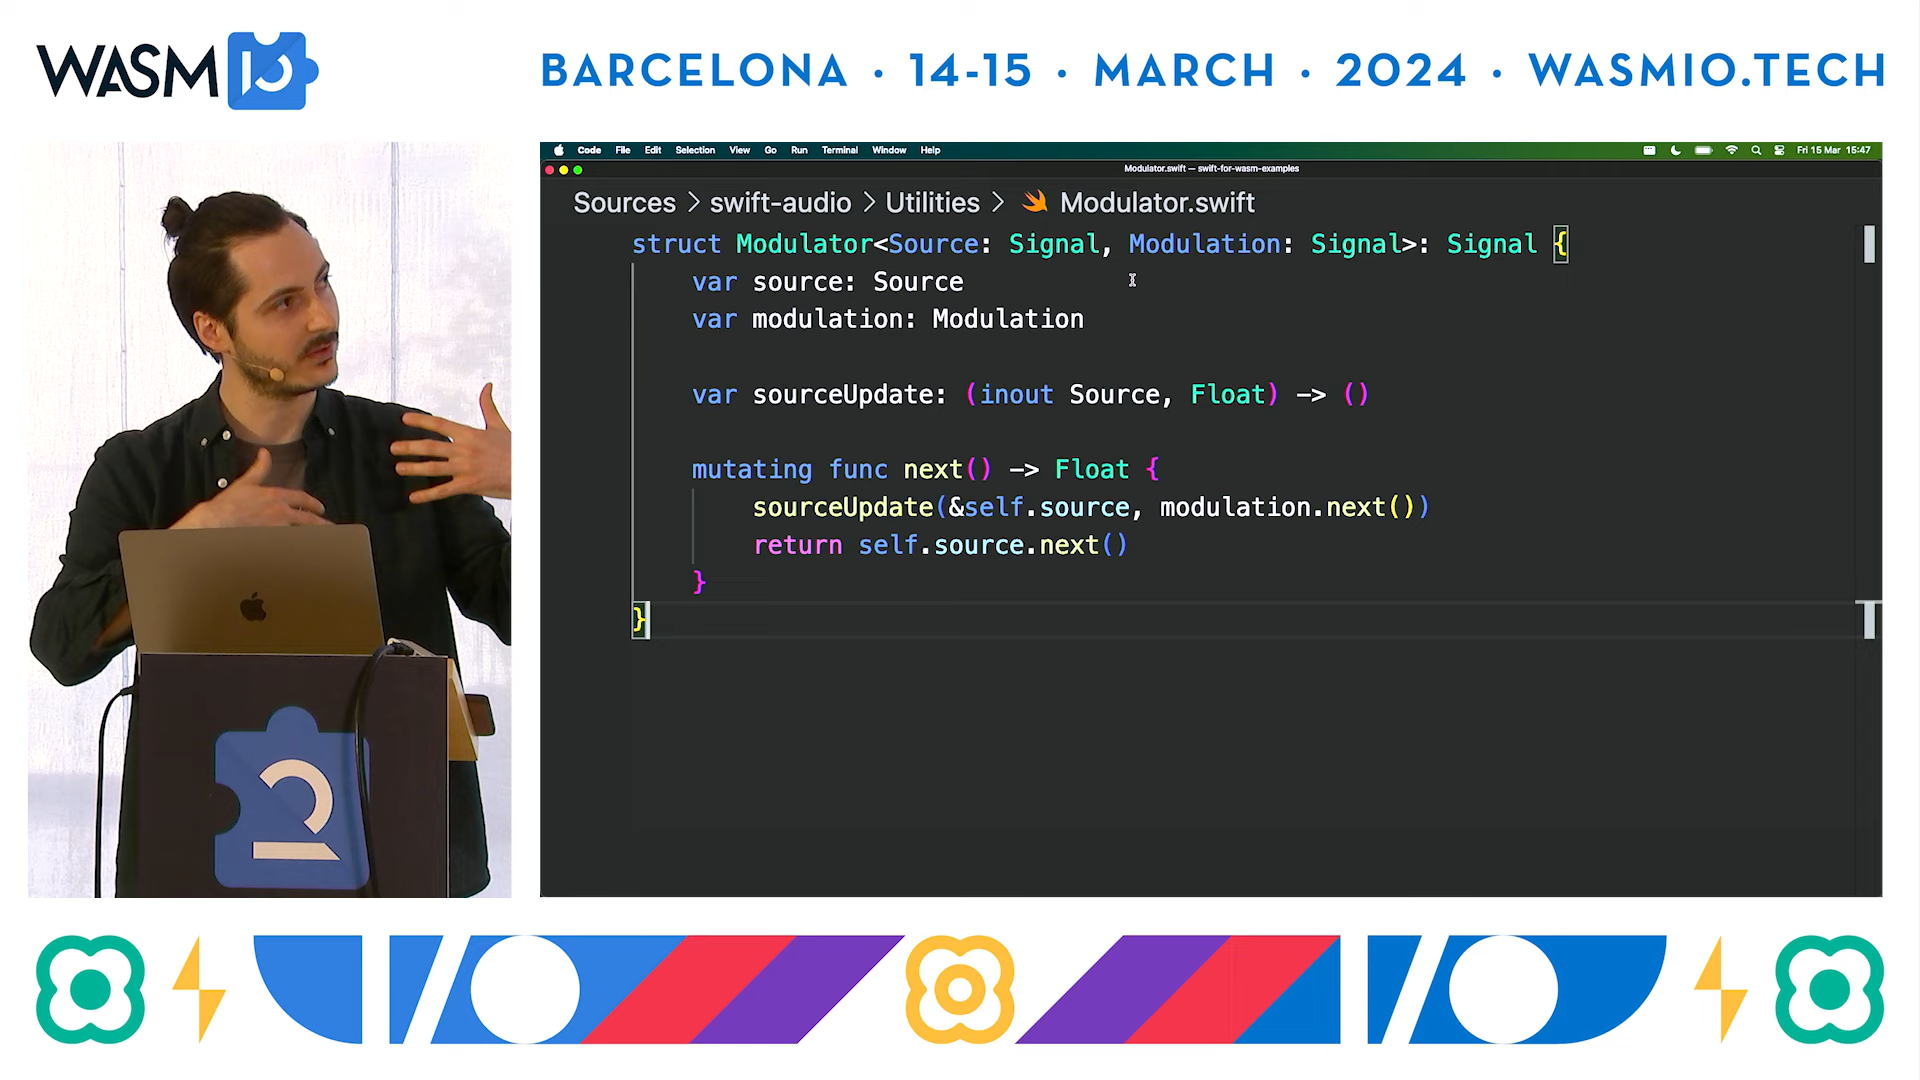 WASM IO
BARCELONA · 14-15 · MARCH · 2024 · WASMIO.TECH
Code File Edit Selection View Go Run Terminal Window Help
Fri 15 Mar 15:47
Modulator.swift — swift-for-wasm-examples
Sources > swift-audio > Utilities > Modulator.swift
struct Modulator<Source: Signal, Modulation: Signal>: Signal {
var source: Source
var modulation: Modulation
var sourceUpdate: (inout Source, Float) -> ()
mutating func next() -> Float {
sourceUpdate(&self.source, modulation.next())
return self.source.next()
}
}